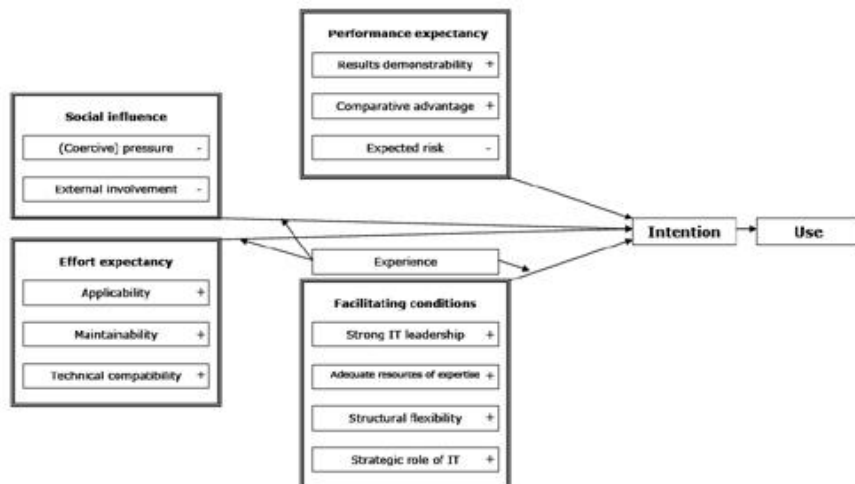 Performance expectancy
Results demonstrability +
Comparative advantage +
Expected risk -
Social influence
(Coercive) pressure -
External involvement -
Effort expectancy
Applicability +
Maintainability +
Technical compatibility +
Experience
Facilitating conditions
Strong IT leadership +
Adequate resources of expertise +
Structural flexibility +
Strategic role of IT +
Intention
Use